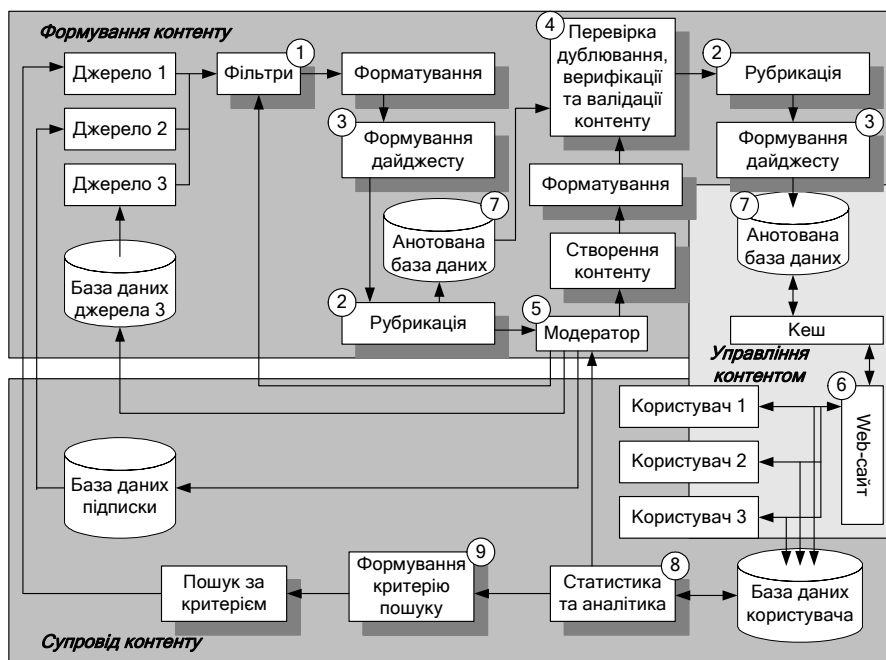 Формування контенту
Джерело 1
Джерело 2
Джерело 3
База даних
джерела 3
1
Фільтри
Форматування
3
Формування
дайджесту
7
Анотована
база даних
2
Рубрикація
4
Перевірка
дублювання,
верифікації
та валідації
контенту
Форматування
Створення
контенту
5
Модератор
2
Рубрикація
3
Формування
дайджесту
7
Анотована
база даних
Кеш
Управління
контентом
6
Web-сайт
Користувач 1
Користувач 2
Користувач 3
База даних
підписки
Пошук за
критерієм
9
Формування
критерію
пошуку
8
Статистика
та аналітика
База даних
користувача
Супровід контенту